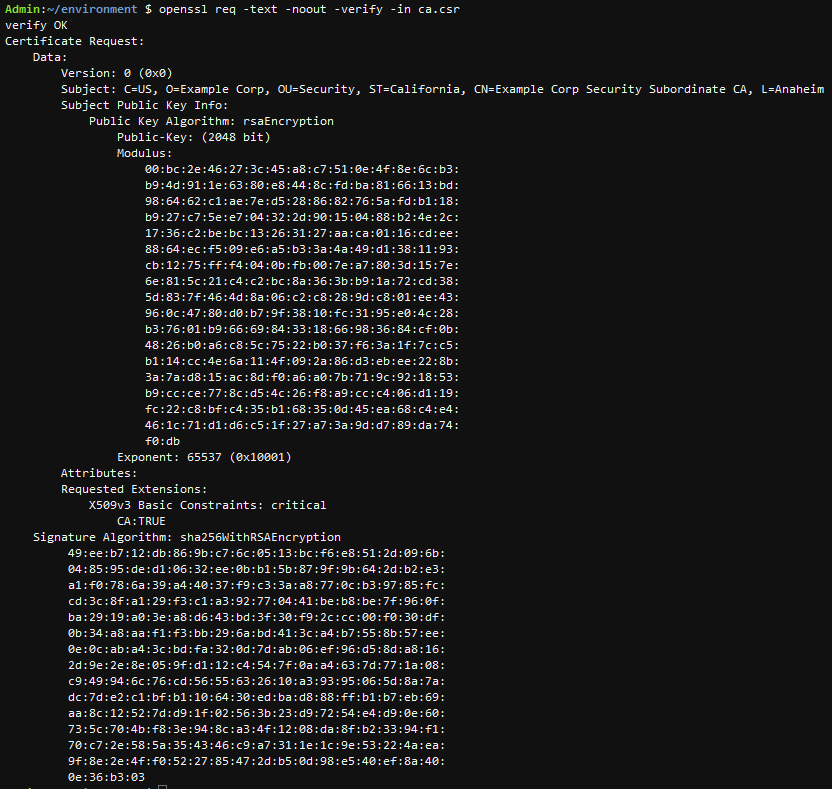 Admin:~/environment $ openssl req -text -noout -verify -in ca.csr
verify OK
Certificate Request:
    Data:
        Version: 0 (0x0)
        Subject: C=US, O=Example Corp, OU=Security, ST=California, CN=Example Corp Security Subordinate CA, L=Anaheim
        Subject Public Key Info:
            Public Key Algorithm: rsaEncryption
                Public-Key: (2048 bit)
                Modulus:
                    00:bc:2e:46:27:3c:45:a8:c7:51:0e:4f:8e:6c:b3:
                    b9:4d:91:1e:63:80:e8:44:8c:fd:ba:81:66:13:bd:
                    98:64:62:c1:ae:7e:d5:28:86:82:76:5a:fd:b1:18:
                    b9:27:c7:5e:e7:04:32:2d:90:15:04:88:b2:4e:2c:
                    17:36:c2:be:bc:13:26:31:27:aa:ca:01:16:cd:ee:
                    88:64:ec:f5:09:e6:a5:b3:3a:4a:49:d1:38:11:93:
                    cb:12:75:ff:f4:04:0b:fb:00:7e:a7:80:3d:15:7e:
                    6e:81:5c:21:c4:c2:bc:8a:36:3b:b9:1a:72:cd:38:
                    5d:83:7f:46:4d:8a:06:c2:c8:28:9d:c8:01:ee:43:
                    96:0c:47:80:d0:b7:9f:38:10:fc:31:95:e0:4c:28:
                    b3:76:01:b9:66:69:84:33:18:66:98:36:84:cf:0b:
                    48:26:b0:a6:c8:5c:75:22:b0:37:f6:3a:1f:7c:c5:
                    b1:14:cc:4e:6a:11:4f:09:2a:86:d3:eb:ee:22:8b:
                    3a:7a:d8:15:ac:8d:f0:a6:a0:7b:71:9c:92:18:53:
                    b9:cc:ce:77:8c:d5:4c:26:f8:a9:cc:c4:06:d1:19:
                    fc:22:c8:bf:c4:35:b1:68:35:0d:45:ea:68:c4:e4:
                    46:1c:71:d1:d6:c5:1f:27:a7:3a:9d:d7:89:da:74:
                    f0:db
                Exponent: 65537 (0x10001)
        Attributes:
        Requested Extensions:
            X509v3 Basic Constraints: critical
                CA:TRUE
    Signature Algorithm: sha256WithRSAEncryption
         49:ee:b7:12:db:86:9b:c7:6c:05:13:bc:f6:e8:51:2d:09:6b:
         04:85:95:de:d1:06:32:ee:0b:b1:5b:87:9f:9b:64:2d:b2:e3:
         a1:f0:78:6a:39:a4:40:37:f9:c3:3a:a8:77:0c:b3:97:85:fc:
         cd:3c:8f:a1:29:f3:c1:a3:92:77:04:41:be:b8:be:7f:96:0f:
         ba:29:19:a0:3e:a8:d6:43:bd:3f:30:f9:2c:cc:00:f0:30:df:
         0b:34:a8:aa:f1:f3:bb:29:6a:bd:41:3c:a4:b7:55:8b:57:ee:
         0e:0c:ab:a4:3c:bd:fa:32:0d:7d:ab:06:ef:96:d5:8d:a8:16:
         2d:9e:2e:8e:05:9f:d1:12:c4:54:7f:0a:a4:63:7d:77:1a:08:
         c9:49:94:6c:76:cd:56:55:63:26:10:a3:93:95:06:5d:8a:7a:
         dc:7d:e2:c1:bf:b1:10:64:30:ed:ba:d8:88:ff:b1:b7:eb:69:
         aa:8c:12:52:7d:d9:1f:02:56:3b:23:d9:72:54:e4:d9:0e:60:
         73:5c:70:4b:f8:3e:94:8c:a3:4f:12:08:da:8f:b2:33:94:f1:
         70:c7:2e:58:5a:35:43:46:c9:a7:31:1e:1c:9e:53:22:4a:ea:
         9f:8e:2e:4f:f0:52:27:85:47:2d:b5:0d:98:e5:40:ef:8a:40:
         0e:36:b3:03